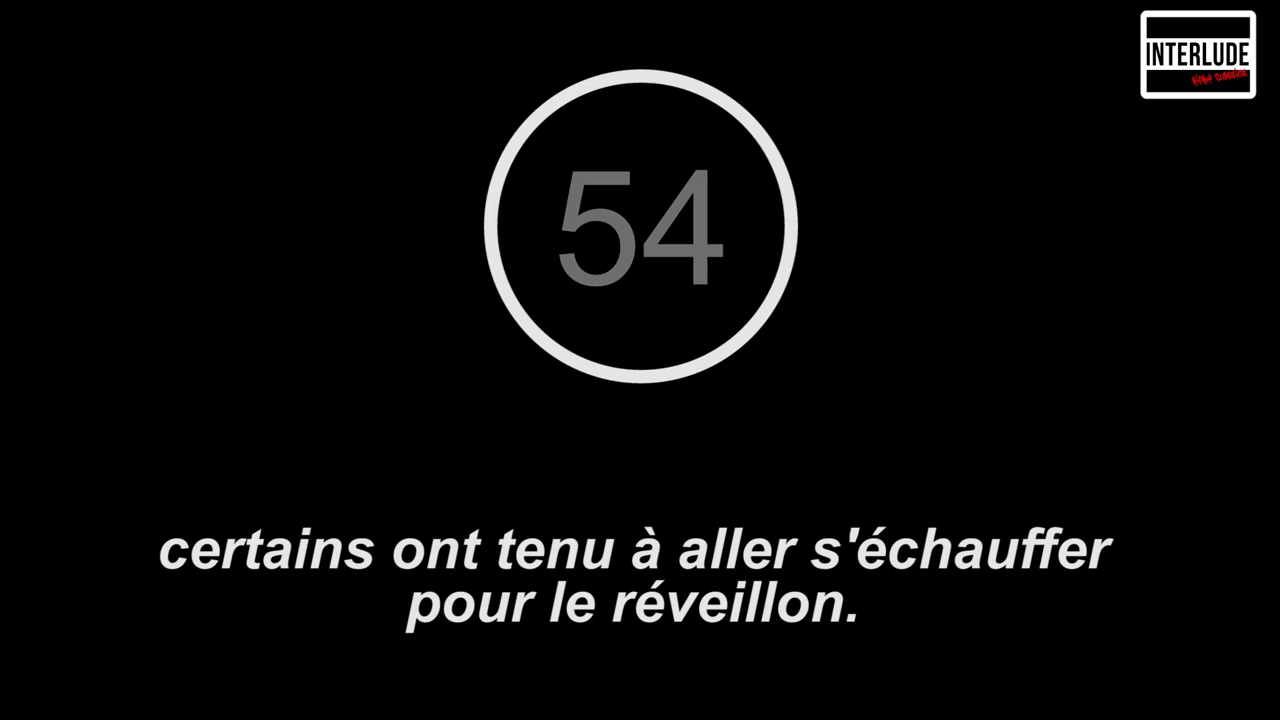 INTERLUDE
54
certains ont tenu à aller s'échauffer
pour le réveillon.